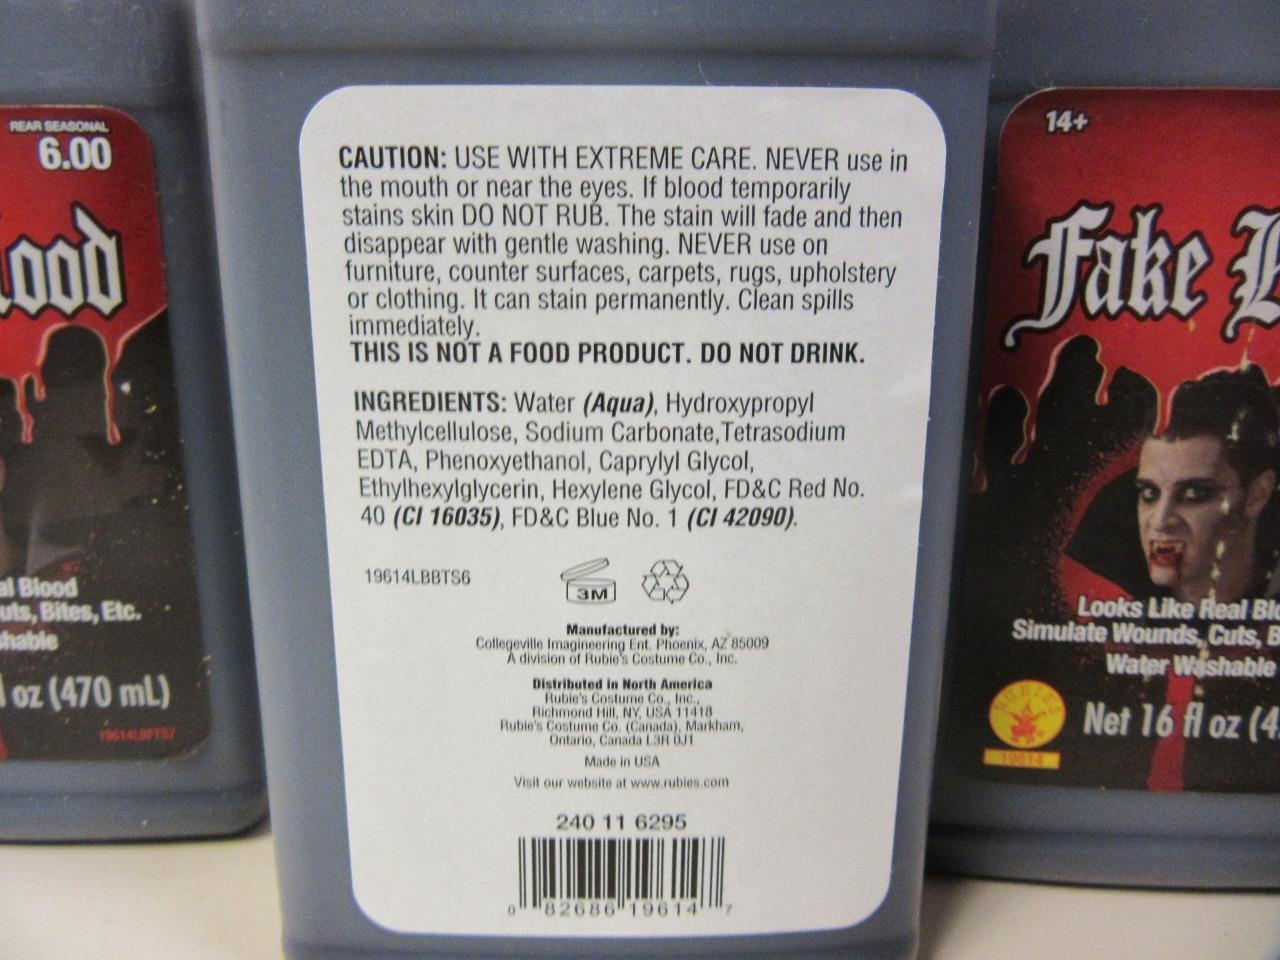 REAR SEASONAL
6.00
CAUTION: USE WITH EXTREME CARE. NEVER use in
the mouth or near the eyes. If blood temporarily
stains skin DO NOT RUB. The stain will fade and then
disappear with gentle washing. NEVER use on
furniture, counter surfaces, carpets, rugs, upholstery
or clothing. It can stain permanently. Clean spills
immediately.
THIS IS NOT A FOOD PRODUCT. DO NOT DRINK.
INGREDIENTS: Water (Aqua), Hydroxypropyl
Methylcellulose, Sodium Carbonate,Tetrasodium
EDTA, Phenoxyethanol, Caprylyl Glycol,
Ethylhexylglycerin, Hexylene Glycol, FD&C Red No.
40 (CI 16035), FD&C Blue No. 1 (CI 42090).
19614LBBTS6
3M
Manufactured by:
Collegeville Imagineering Ent. Phoenix, AZ 85009
A division of Rubie's Costume Co., Inc.
Distributed in North America
Rubie's Costume Co., Inc.,
Richmond Hill, NY, USA 11418
Rubie's Costume Co. (Canada), Markham,
Ontario, Canada L3R 0J1
Made in USA
Visit our website at www.rubies.com
240 11 6295
0 82686 19614 7
ood
al Blood
uts, Bites, Etc.
shable
oz (470 mL)
14+
Fake B
Looks Like Real Blo
Simulate Wounds, Cuts, B
Water Washable
RUBIES
19614
Net 16 fl oz (4